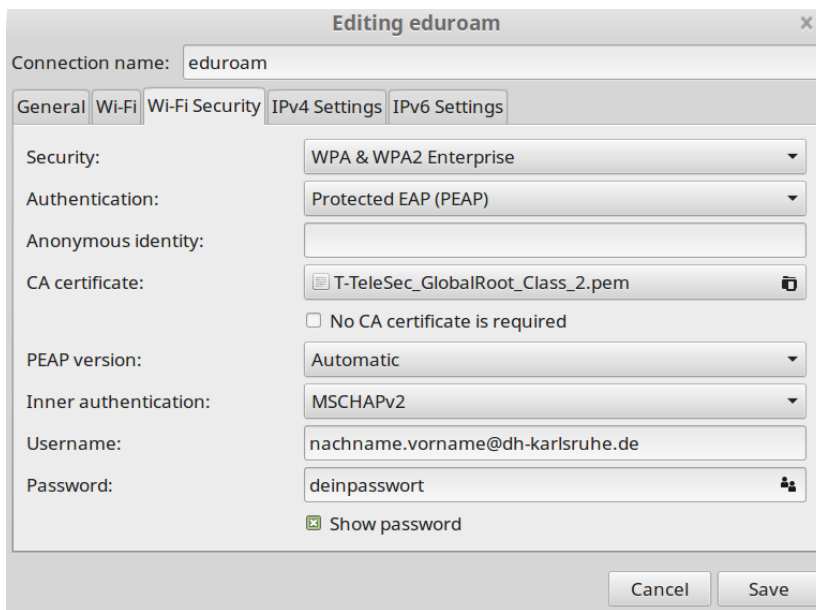 Editing eduroam
Connection name: eduroam
General Wi-Fi Wi-Fi Security IPv4 Settings IPv6 Settings
Security: WPA & WPA2 Enterprise
Authentication: Protected EAP (PEAP)
Anonymous identity:
CA certificate: T-TeleSec_GlobalRoot_Class_2.pem
No CA certificate is required
PEAP version: Automatic
Inner authentication: MSCHAPv2
Username: nachname.vorname@dh-karlsruhe.de
Password: deinpasswort
Show password
Cancel Save